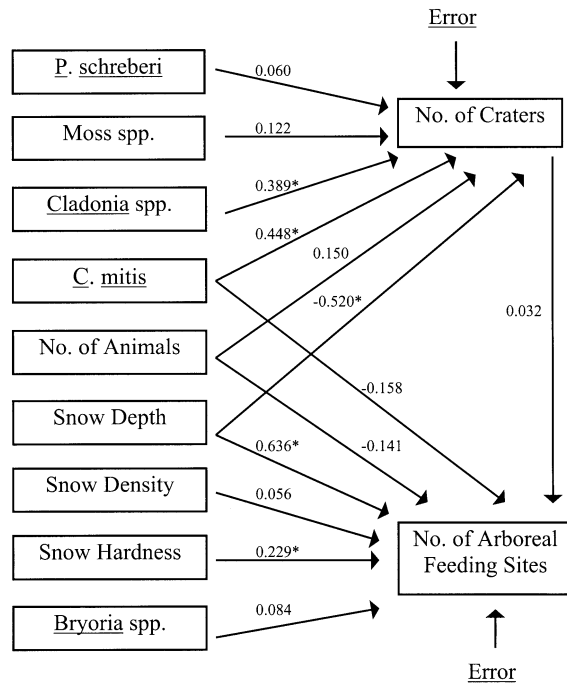 Error
P. schreberi
0.060
No. of Craters
Moss spp.
0.122
Cladonia spp.
0.389*
0.448*
0.150
C. mitis
-0.520*
0.032
No. of Animals
-0.158
Snow Depth
0.636*
-0.141
Snow Density
0.056
No. of Arboreal
Feeding Sites
Snow Hardness
0.229*
Bryoria spp.
0.084
Error